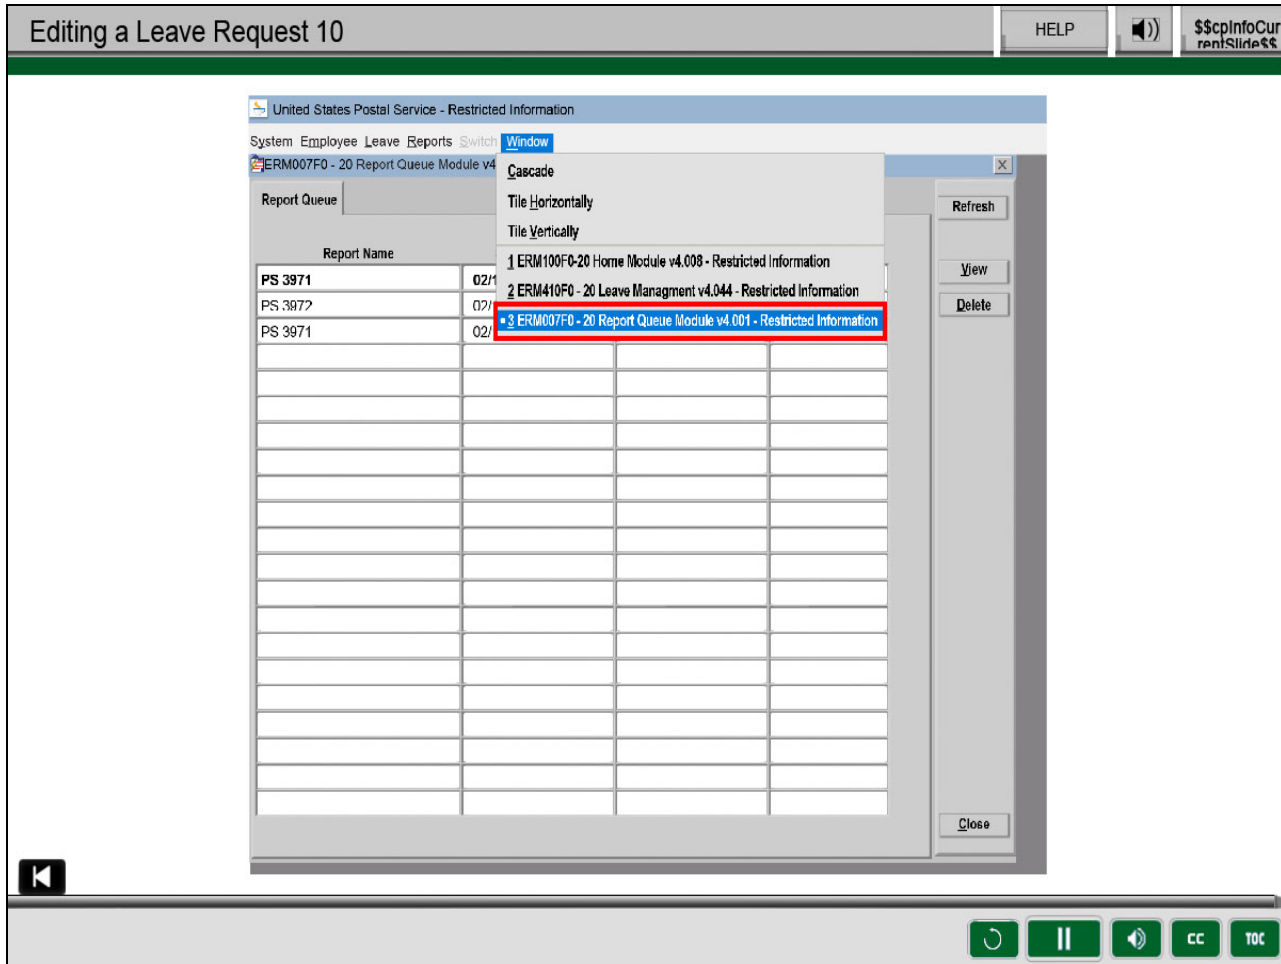 Editing a Leave Request 10
HELP
$$cpInfoCur
rentSlide$$
United States Postal Service - Restricted Information
System Employee Leave Reports Switch Window
ERM007F0 - 20 Report Queue Module v4
Cascade
Tile Horizontally
Tile Vertically
1 ERM100F0-20 Home Module v4.008 - Restricted Information
2 ERM410F0 - 20 Leave Managment v4.044 - Restricted Information
3 ERM007F0 - 20 Report Queue Module v4.001 - Restricted Information
Report Queue
Refresh
Report Name
View
PS 3971 02/1
Delete
PS 3972 02/1
PS 3971 02/
Close
CC
TOC